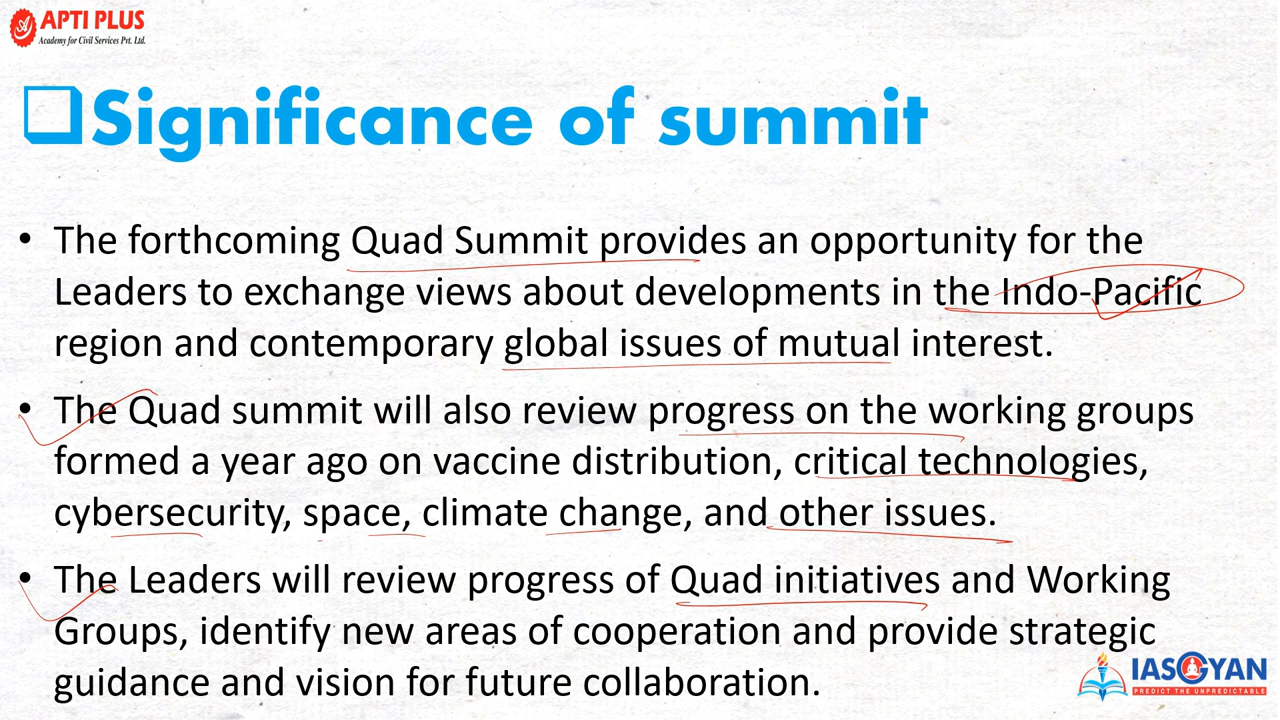 APTI PLUS
Academy for Civil Services Pvt. Ltd.
Significance of summit
• The forthcoming Quad Summit provides an opportunity for the
Leaders to exchange views about developments in the Indo-Pacific
region and contemporary global issues of mutual interest.
• The Quad summit will also review progress on the working groups
formed a year ago on vaccine distribution, critical technologies,
cybersecurity, space, climate change, and other issues.
• The Leaders will review progress of Quad initiatives and Working
Groups, identify new areas of cooperation and provide strategic
guidance and vision for future collaboration.
IASGYAN
PREDICT THE UNPREDICTABLE